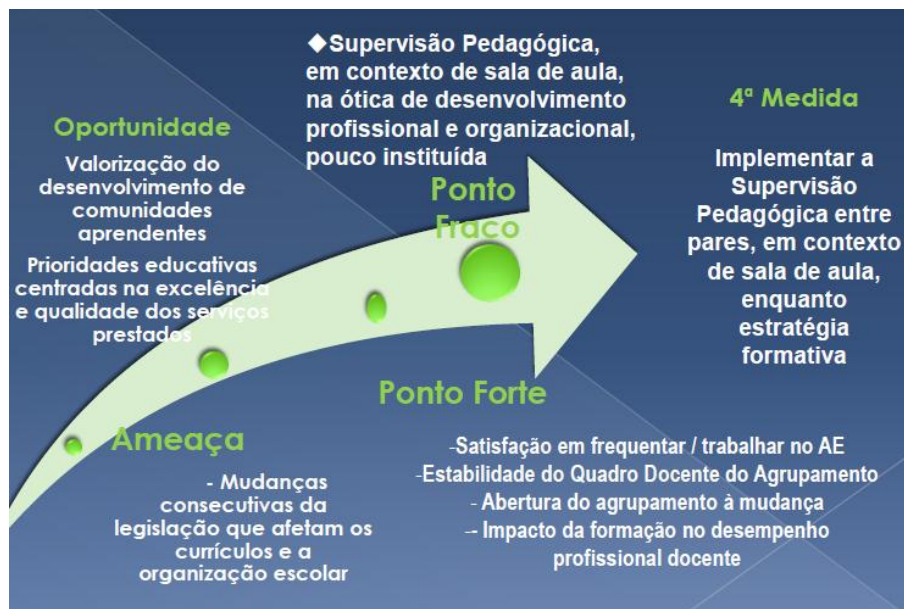 Oportunidade
Valorização do
desenvolvimento de
comunidades
aprendentes
Prioridades educativas
centradas na excelência
e qualidade dos serviços
prestados
◆Supervisão Pedagógica,
em contexto de sala de aula,
na ótica de desenvolvimento
profissional e organizacional,
pouco instituída
Ponto
Fraco
4ª Medida
Implementar a
Supervisão
Pedagógica entre
pares, em contexto
de sala de aula,
enquanto
estratégia
formativa
Ameaça
- Mudanças
consecutivas da
legislação que afetam os
currículos e a
organização escolar
Ponto Forte
-Satisfação em frequentar / trabalhar no AE
-Estabilidade do Quadro Docente do Agrupamento
- Abertura do agrupamento à mudança
-- Impacto da formação no desempenho
profissional docente